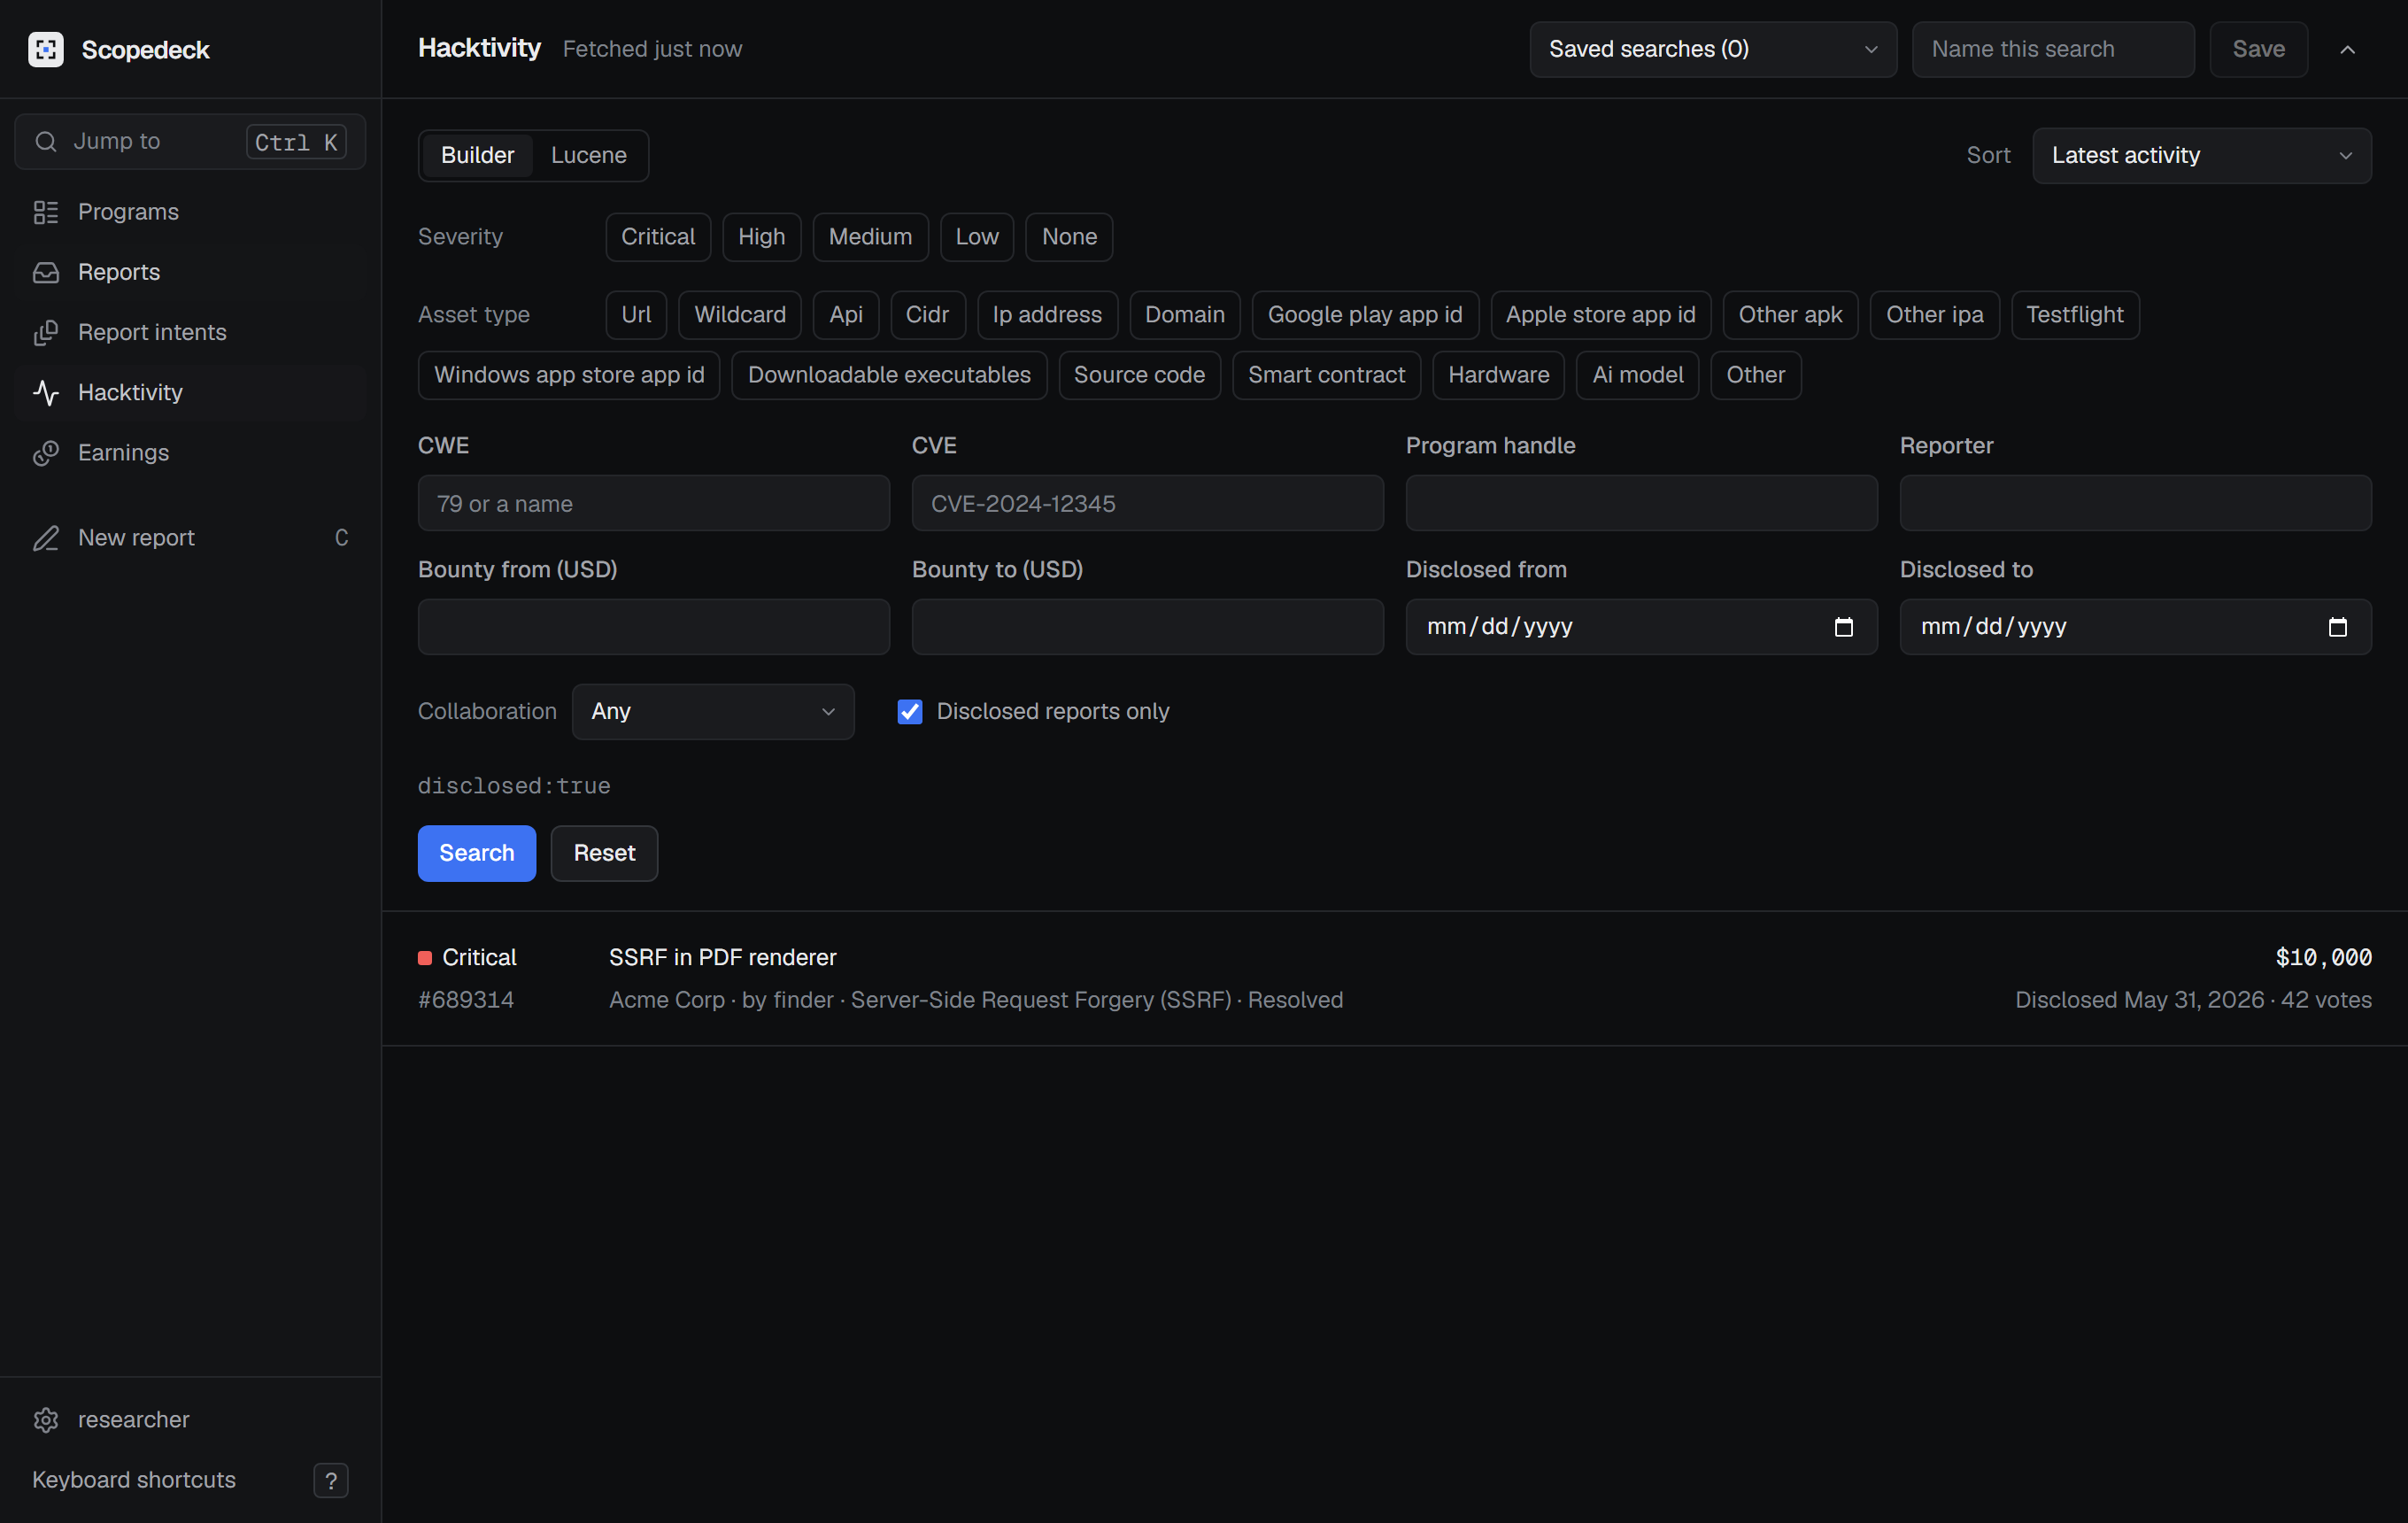 Scopedeck
Hacktivity Fetched just now
Saved searches (0)
Name this search
Save
Jump to Ctrl K
Programs
Reports
Report intents
Hacktivity
Earnings
New report C
Builder Lucene
Sort Latest activity
Severity Critical High Medium Low None
Asset type Url Wildcard Api Cidr Ip address Domain Google play app id Apple store app id Other apk Other ipa Testflight
Windows app store app id Downloadable executables Source code Smart contract Hardware Ai model Other
CWE CVE Program handle Reporter
79 or a name CVE-2024-12345
Bounty from (USD) Bounty to (USD) Disclosed from Disclosed to
mm/dd/yyyy mm/dd/yyyy
Collaboration Any Disclosed reports only
disclosed:true
Search Reset
Critical SSRF in PDF renderer $10,000
#689314 Acme Corp · by finder · Server-Side Request Forgery (SSRF) · Resolved Disclosed May 31, 2026 · 42 votes
researcher
Keyboard shortcuts ?